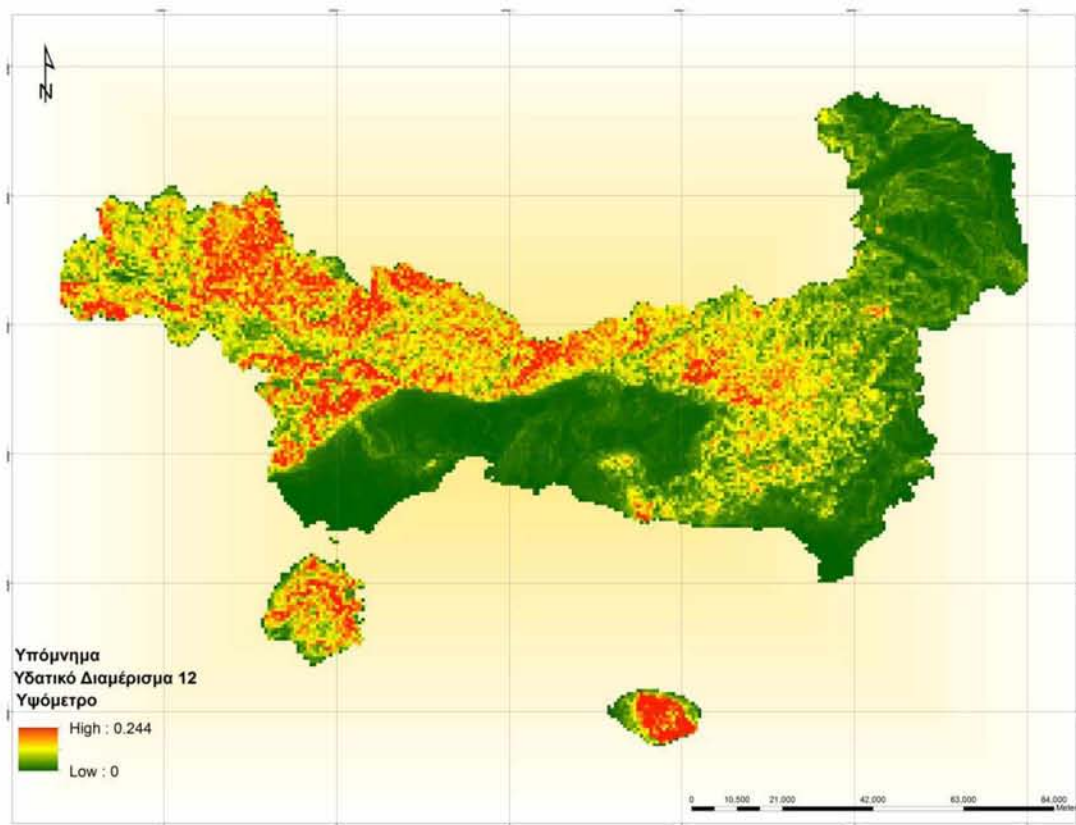 N
Υπόμνημα
Υδατικό Διαμέρισμα 12
Υψόμετρο
High : 0.244
Low : 0
0 10,500 21,000 42,000 63,000 84,000
Meters